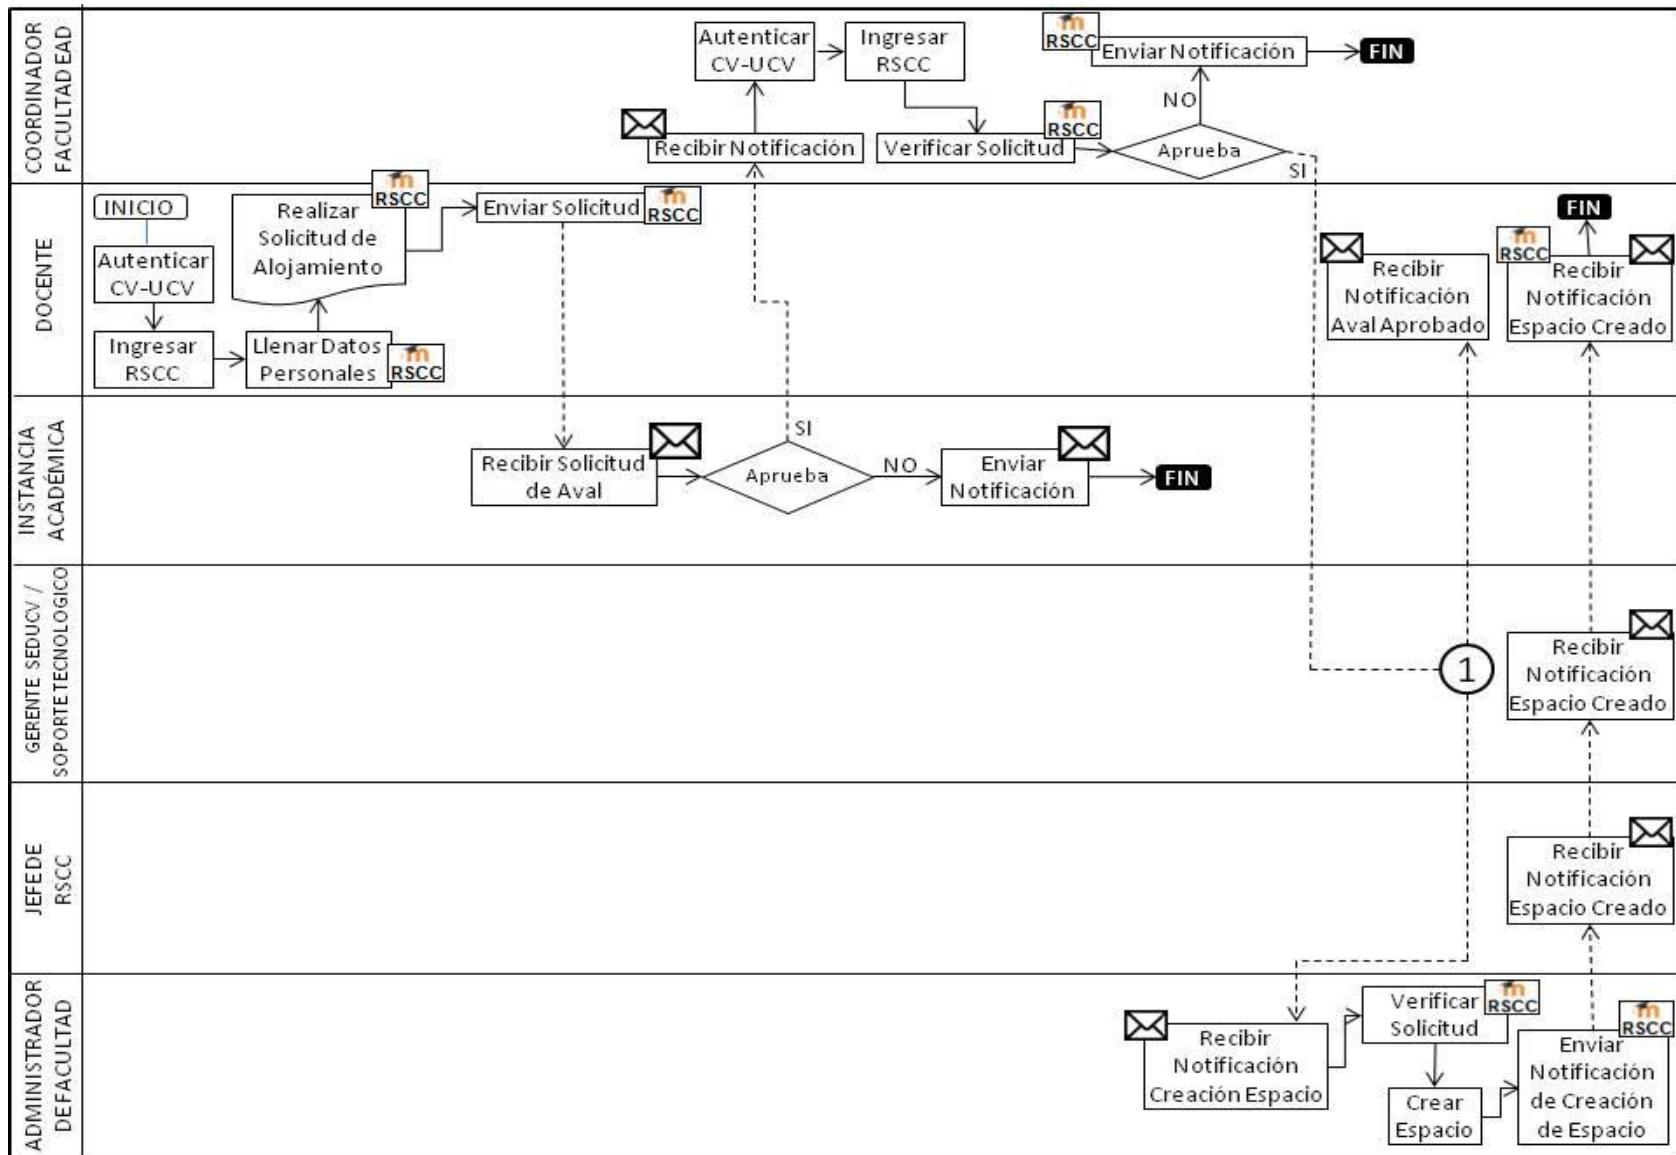 COORDINADOR
FACULTAD EAD
Autenticar
CV-UCV
Ingresar
RSCC
m
RSCC
Enviar Notificación
FIN
NO
Recibir Notificación
m
RSCC
Verificar Solicitud
Aprueba
SI
DOCENTE
INICIO
Autenticar
CV-UCV
Ingresar
RSCC
Llenar Datos
Personales
m
RSCC
Realizar
Solicitud de
Alojamiento
m
RSCC
Enviar Solicitud
m
RSCC
Recibir
Notificación
Aval Aprobado
FIN
m
RSCC
Recibir
Notificación
Espacio Creado
INSTANCIA
ACADÉMICA
Recibir Solicitud
de Aval
SI
Aprueba
NO
Enviar
Notificación
FIN
GERENTE SEDUCV /
SOPORTE TECNOLOGICO
1
Recibir
Notificación
Espacio Creado
JEFE DE
RSCC
Recibir
Notificación
Espacio Creado
ADMINISTRADOR
DE FACULTAD
Recibir
Notificación
Creación Espacio
Verificar
Solicitud
m
RSCC
Crear
Espacio
m
RSCC
Enviar
Notificación
de Creación
de Espacio